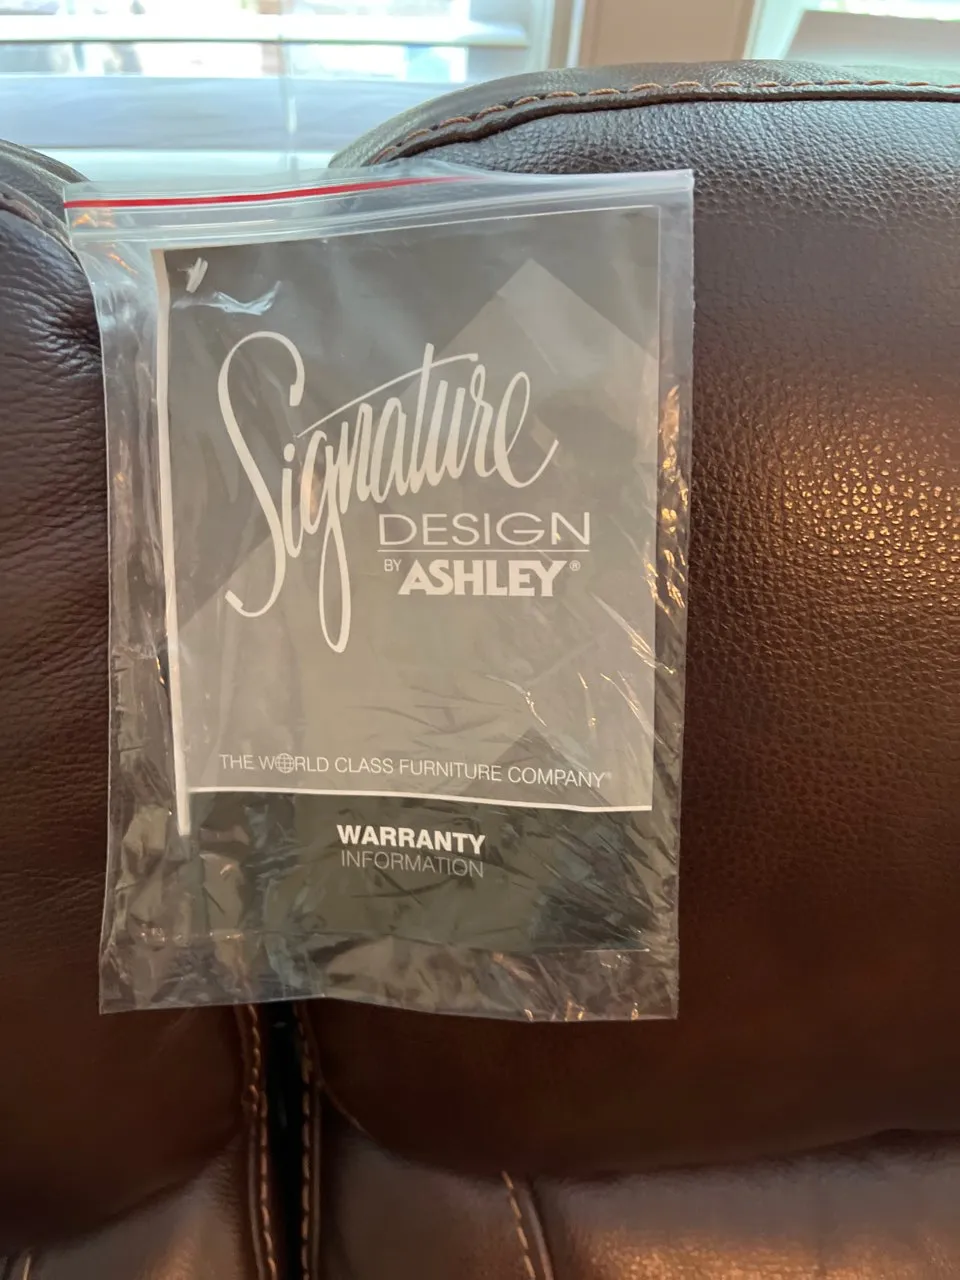 Signature
DESIGN
BY ASHLEY®
THE WORLD CLASS FURNITURE COMPANY®
WARRANTY
INFORMATION